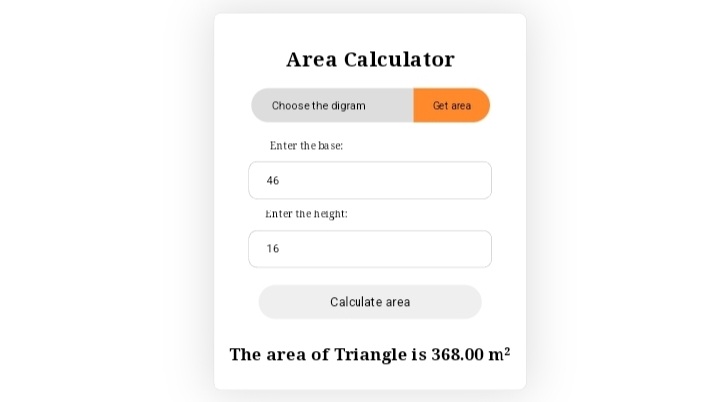 Area Calculator
Choose the digram Get area
Enter the base:
46
Enter the height:
16
Calculate area
The area of Triangle is 368.00 m²